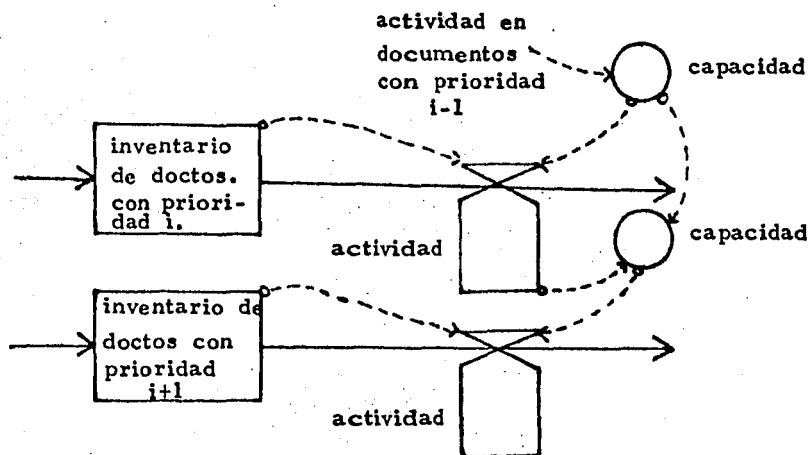 actividad en
documentos
con prioridad
i-1
capacidad
inventario
de doctos.
con priori-
dad i.
actividad
capacidad
inventario de
doctos con
prioridad
i+1
actividad